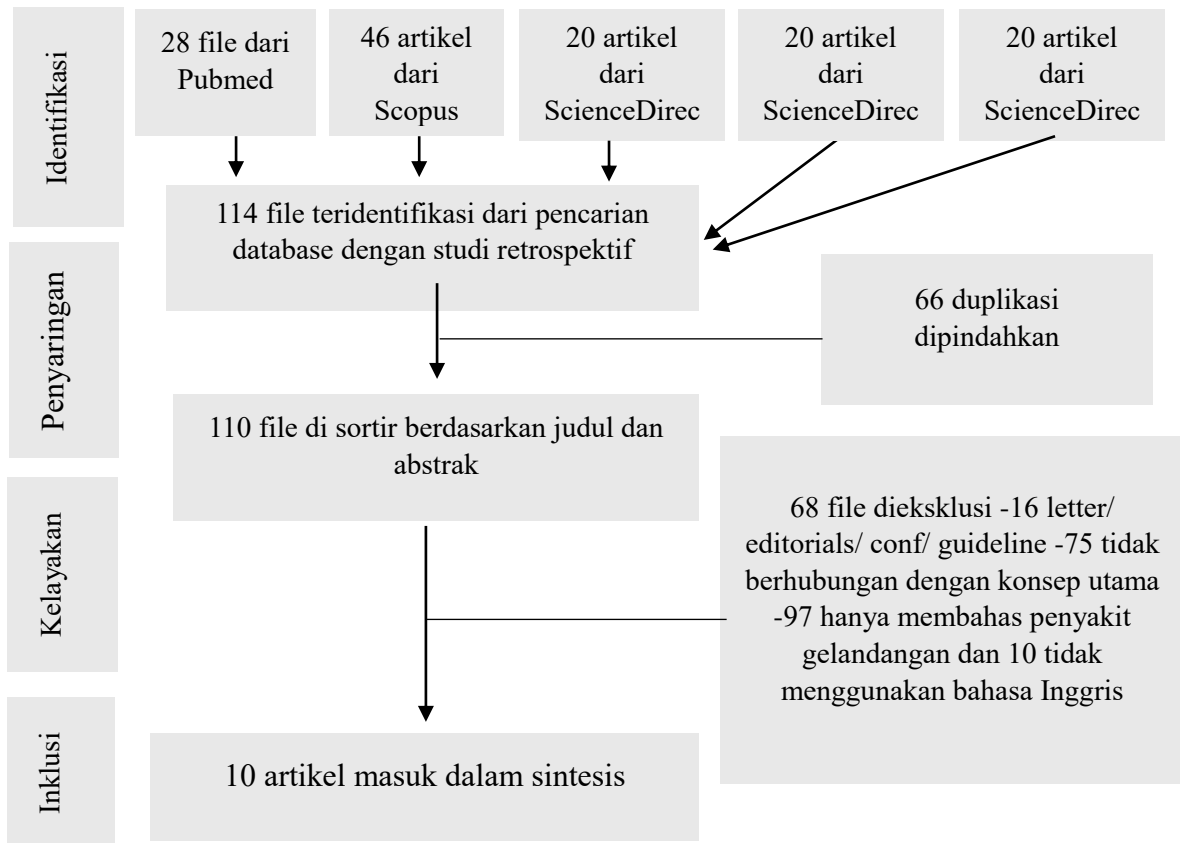 Identifikasi
28 file dari
Pubmed
46 artikel
dari
Scopus
20 artikel
dari
ScienceDirec
20 artikel
dari
ScienceDirec
20 artikel
dari
ScienceDirec
114 file teridentifikasi dari pencarian
database dengan studi retrospektif
Penyaringan
66 duplikasi
dipindahkan
110 file di sortir berdasarkan judul dan
abstrak
Kelayakan
68 file dieksklusi -16 letter/
editorials/ conf/ guideline -75 tidak
berhubungan dengan konsep utama
-97 hanya membahas penyakit
gelandangan dan 10 tidak
menggunakan bahasa Inggris
Inklusi
10 artikel masuk dalam sintesis